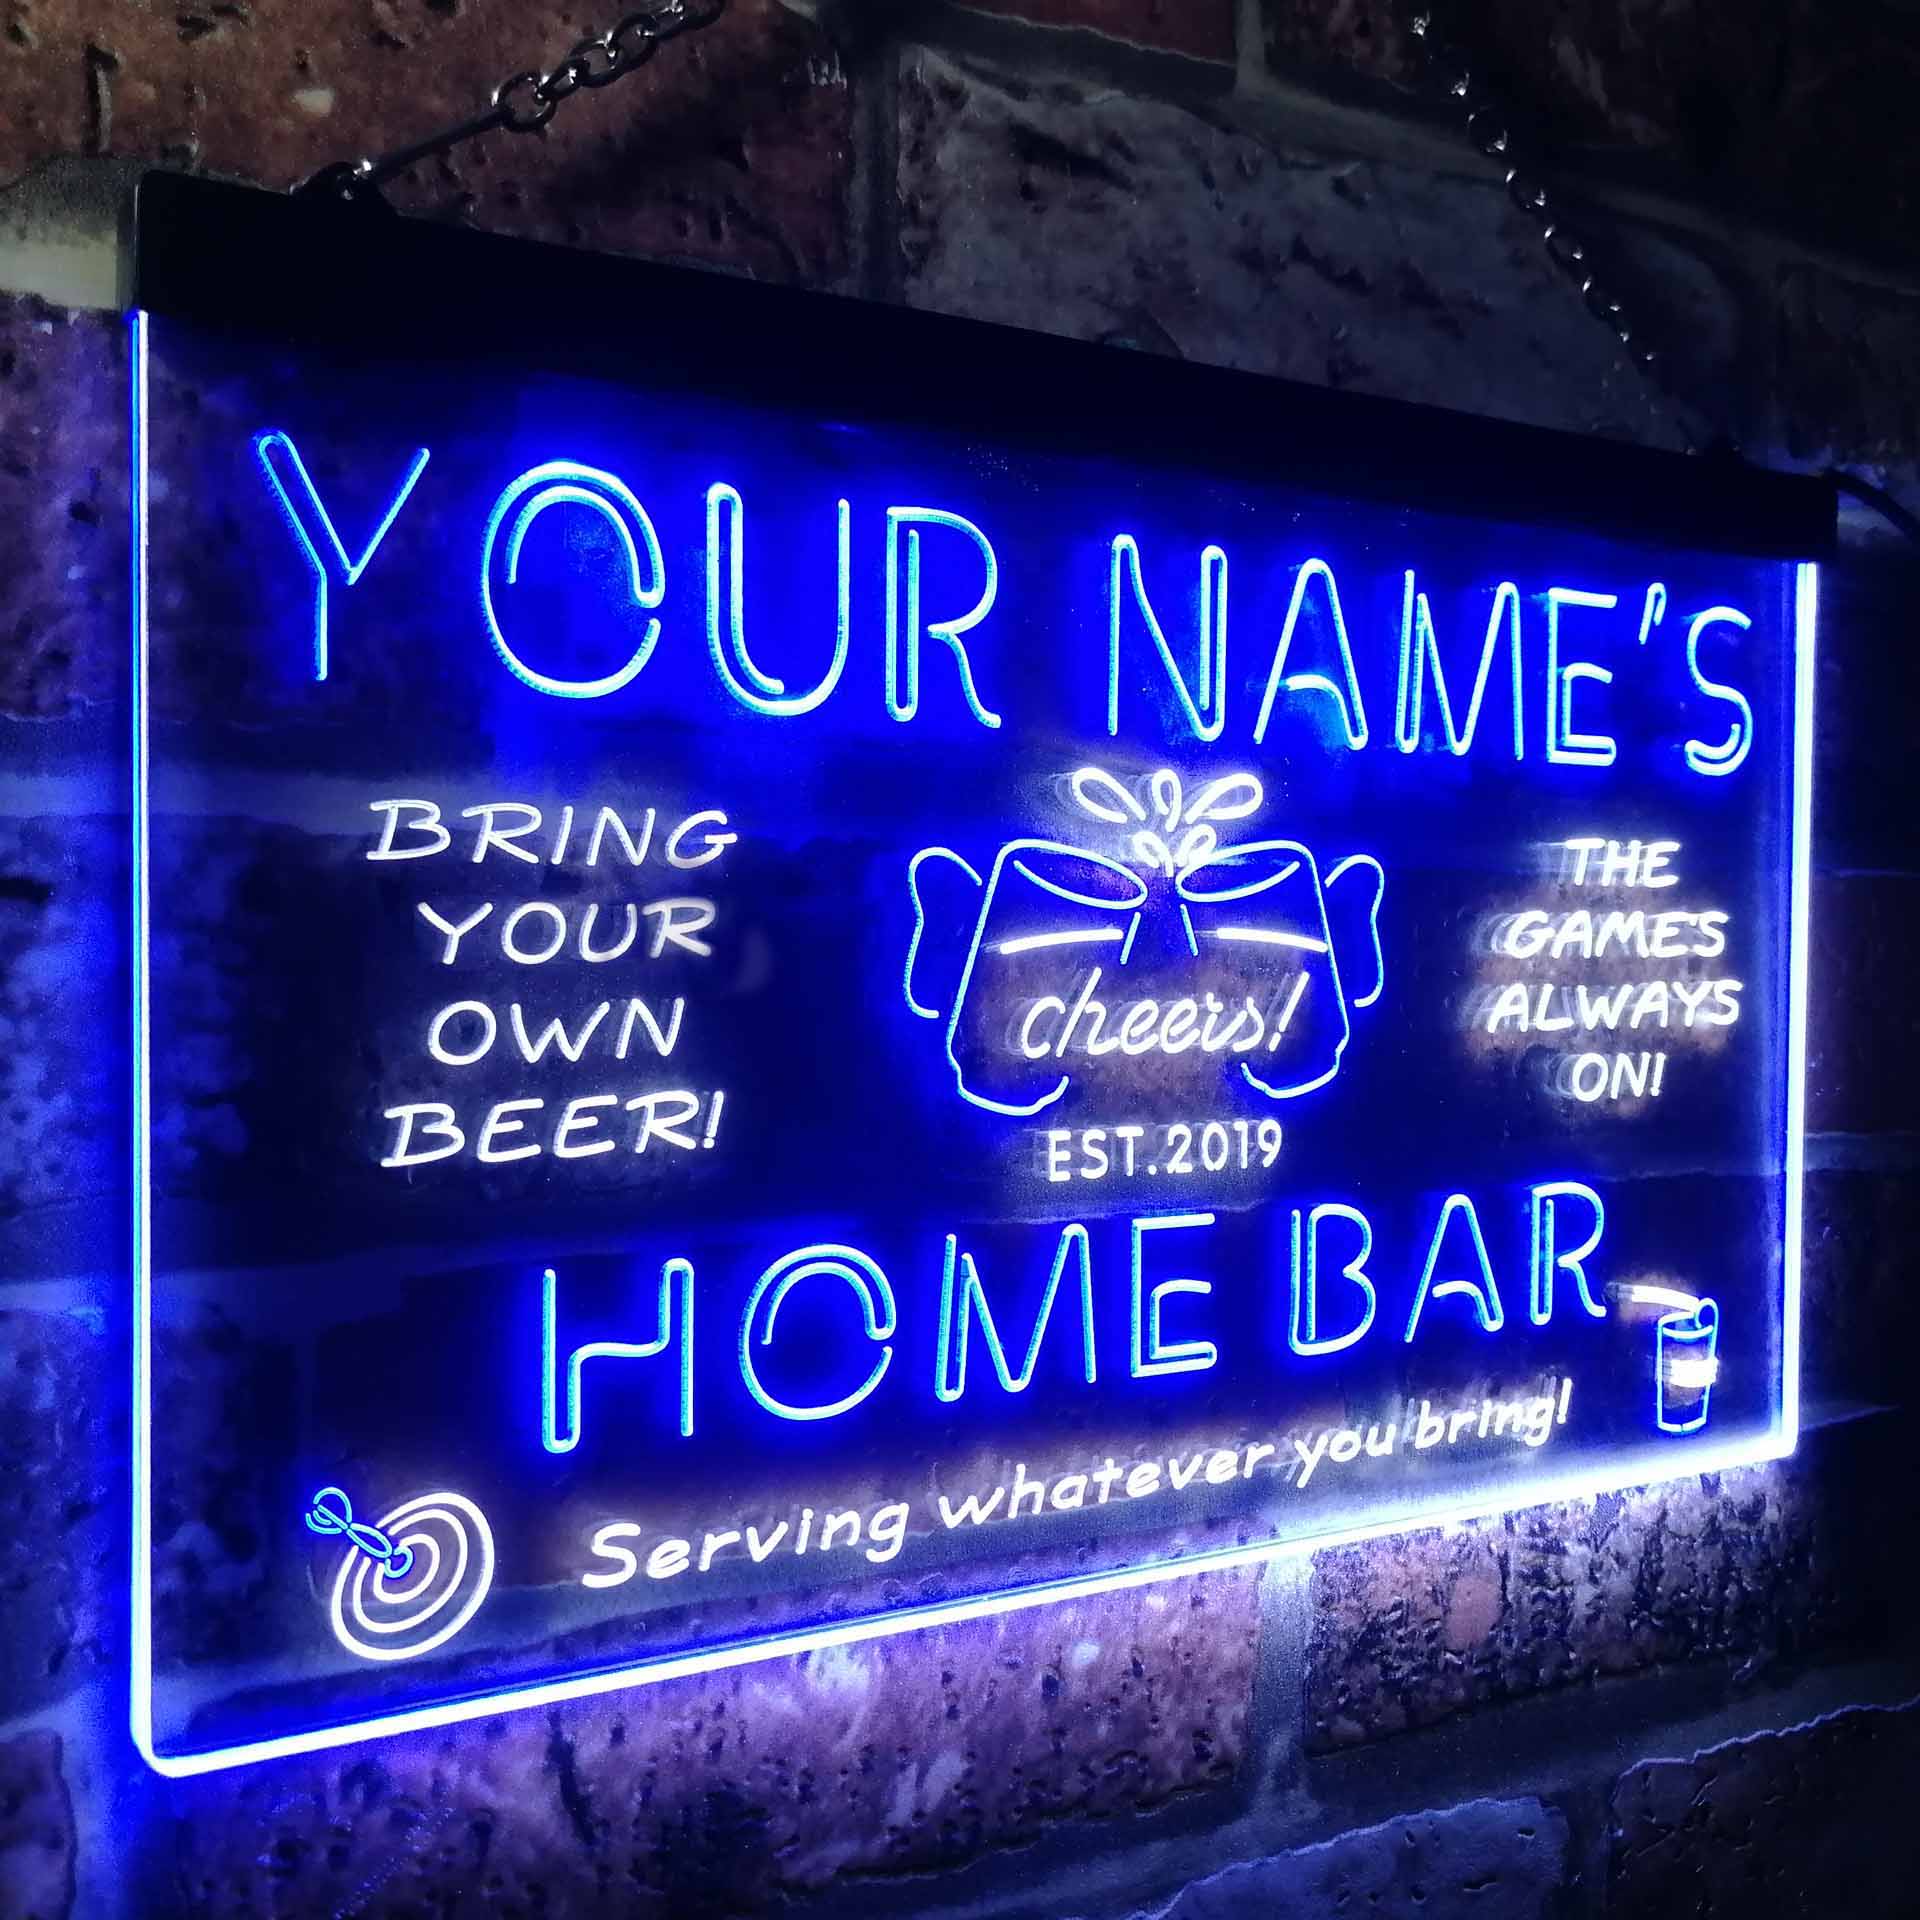 YOUR NAME'S
BRING
YOUR
OWN
BEER!
cheers!
EST.2019
THE
GAME'S
ALWAYS
ON!
HOME BAR
Serving whatever you bring!